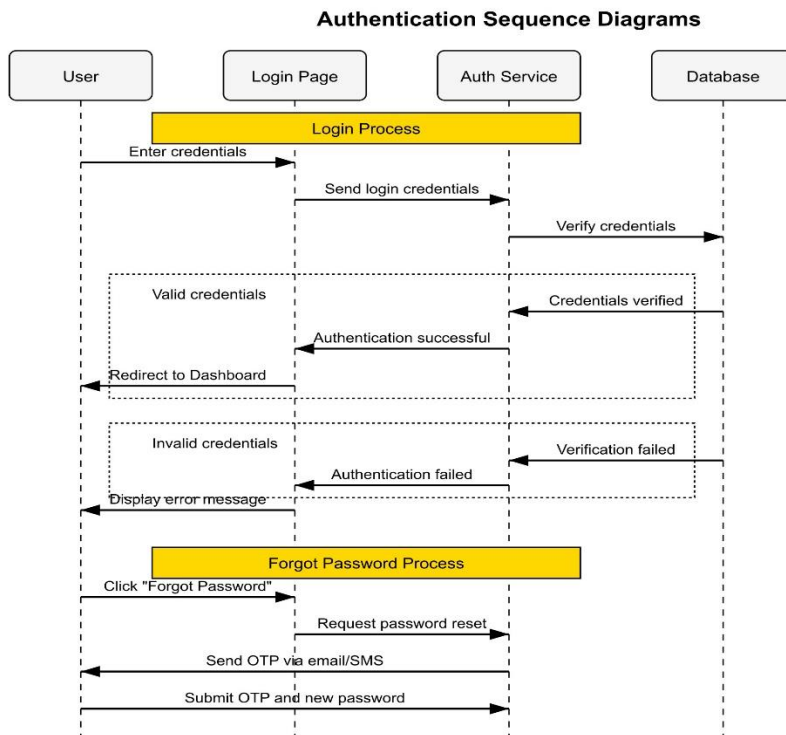 Authentication Sequence Diagrams
User
Login Page
Auth Service
Database
Login Process
Enter credentials
Send login credentials
Verify credentials
Valid credentials
Credentials verified
Authentication successful
Redirect to Dashboard
Invalid credentials
Verification failed
Authentication failed
Display error message
Forgot Password Process
Click "Forgot Password"
Request password reset
Send OTP via email/SMS
Submit OTP and new password